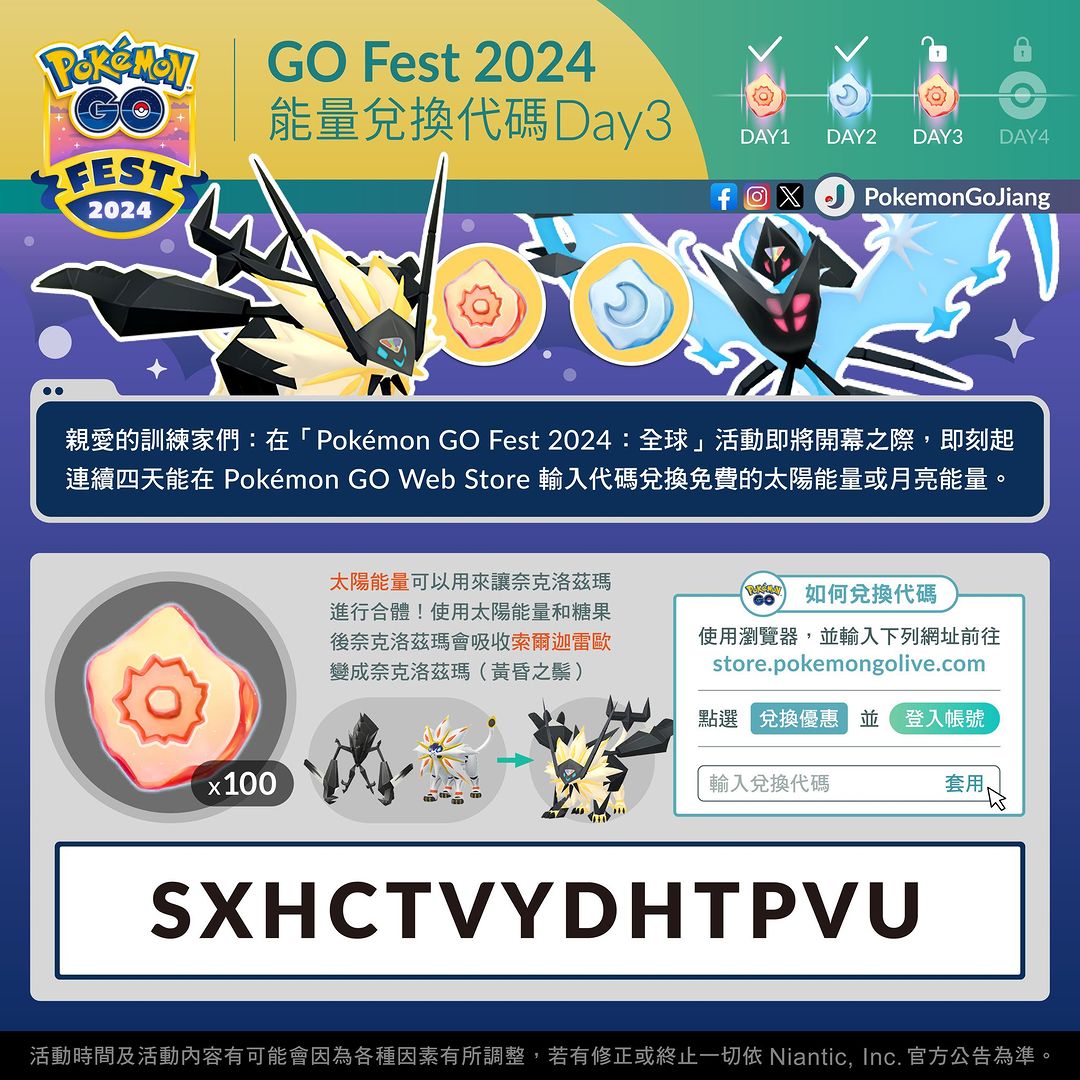 Pokémon
GO
FEST
2024
GO Fest 2024
能量兌換代碼Day3
DAY1
DAY2
DAY3
DAY4
PokemonGoJiang
親愛的訓練家們：在「Pokémon GO Fest 2024：全球」活動即將開幕之際，即刻起
連續四天能在 Pokémon GO Web Store 輸入代碼兌換免費的太陽能量或月亮能量。
x100
太陽能量可以用來讓奈克洛茲瑪
進行合體！使用太陽能量和糖果
後奈克洛茲瑪會吸收索爾迦雷歐
變成奈克洛茲瑪（黃昏之鬃）
Pokémon
GO
如何兌換代碼
使用瀏覽器，並輸入下列網址前往
store.pokemongolive.com
點選 兌換優惠 並 登入帳號
輸入兌換代碼 套用
SXHCTVYDHTPVU
活動時間及活動內容有可能會因為各種因素有所調整，若有修正或終止一切依 Niantic, Inc. 官方公告為準。